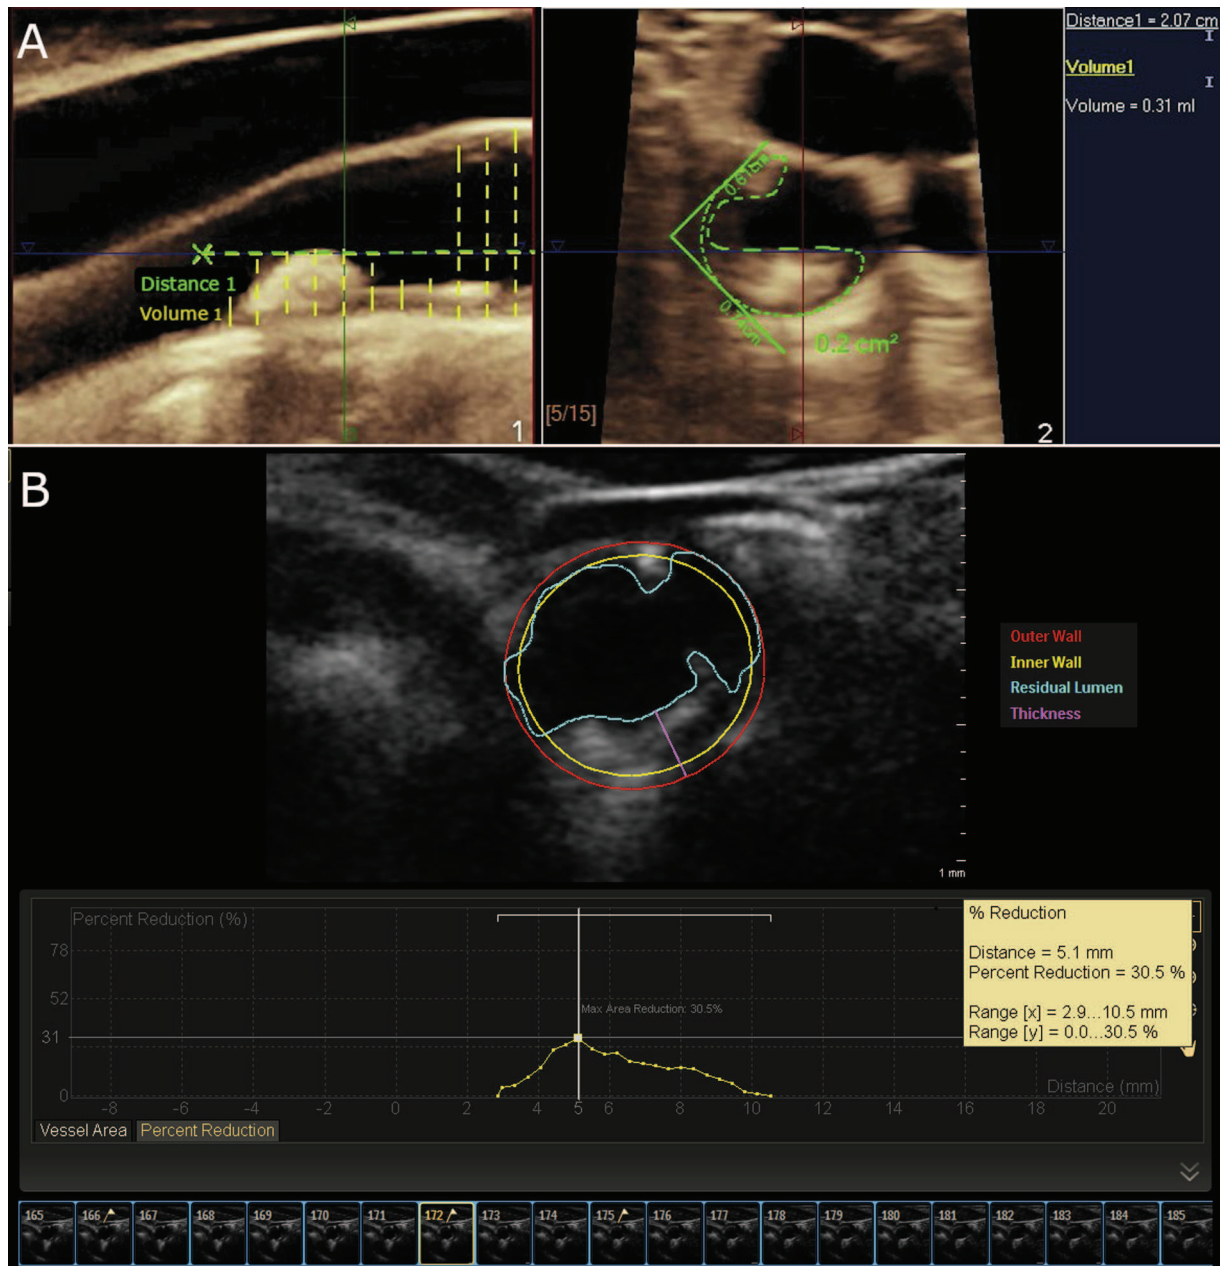 A
Distance1 = 2.07 cm
Volume1
Volume = 0.31 ml
0.61cm
Distance 1
Volume 1
0.74cm
0.2 cm²
[5/15]
1
2
B
Outer Wall
Inner Wall
Residual Lumen
Thickness
1 mm
Percent Reduction (%)
% Reduction
Distance = 5.1 mm
Percent Reduction = 30.5 %
Range [x] = 2.9...10.5 mm
Range [y] = 0.0...30.5 %
78
52
Max Area Reduction: 30.5%
31
0
Distance (mm)
-8 -6 -4 -2 0 2 4 5 6 8 10 12 14 16 18 20
Vessel Area Percent Reduction
165 166 167 168 169 170 171 172 173 174 175 176 177 178 179 180 181 182 183 184 185